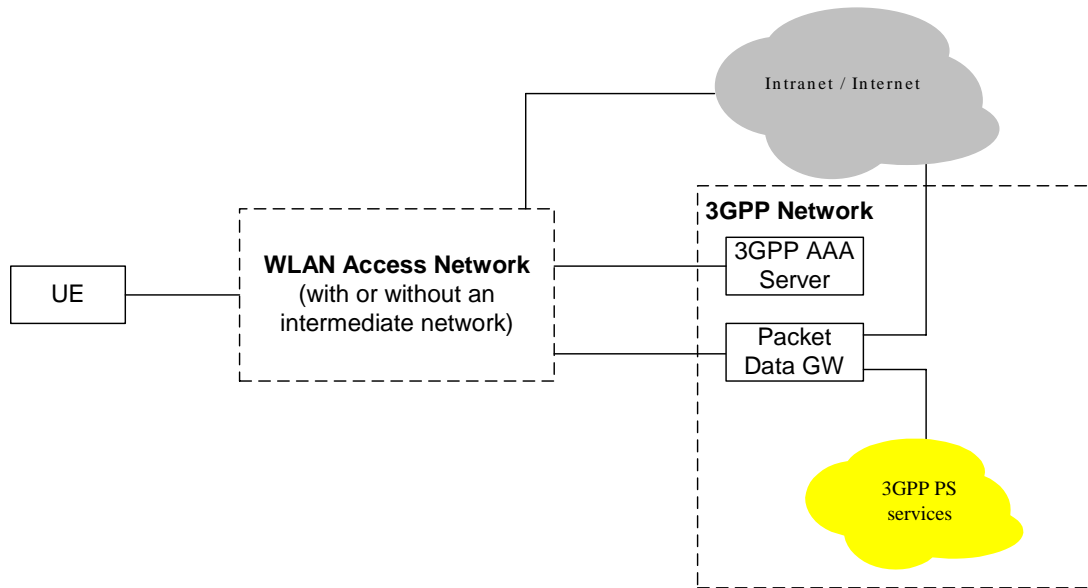 Intranet / Internet
3GPP Network
WLAN Access Network
(with or without an
intermediate network)
3GPP AAA
Server
UE
Packet
Data GW
3GPP PS
services